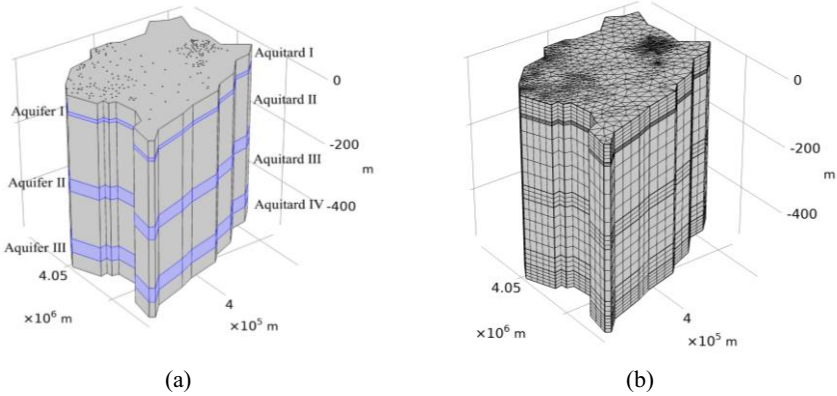 Aquitard I
0
Aquitard II
Aquifer I
-200
m
Aquitard III
Aquifer II
Aquitard IV
-400
Aquifer III
4.05
4
×10⁶ m
×10⁵ m
(a)
0
-200
m
-400
4.05
4
×10⁶ m
×10⁵ m
(b)